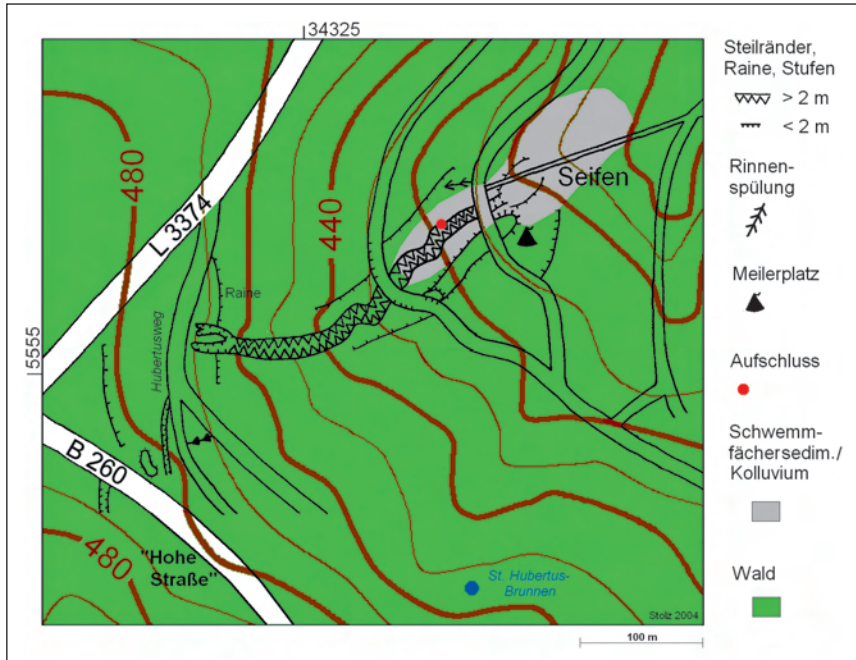 34325
5555
480
L 3374
440
Seifen
Raine
Hubertusweg
B 260
480
"Hohe
Straße"
St. Hubertus-
Brunnen
Stolz 2004
100 m
Steilränder,
Raine, Stufen
> 2 m
< 2 m
Rinnen-
spülung
Meilerplatz
Aufschluss
Schwemm-
fächersedim./
Kolluvium
Wald